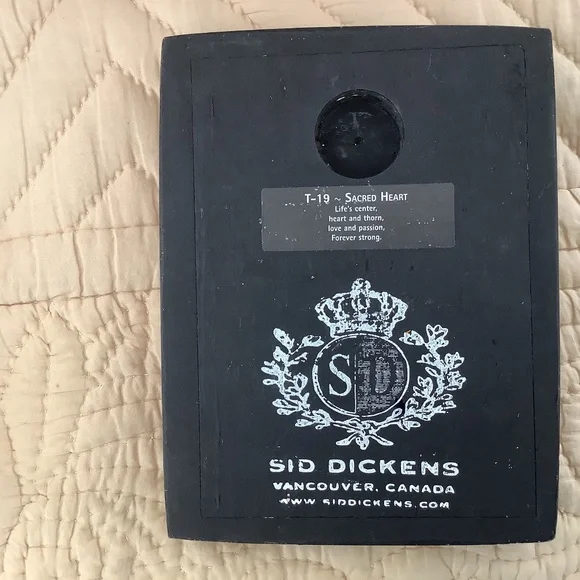 T-19 ~ SACRED HEART
Life's center,
heart and thorn,
love and passion,
Forever strong.
S
SID DICKENS
VANCOUVER, CANADA
WWW.SIDDICKENS.COM